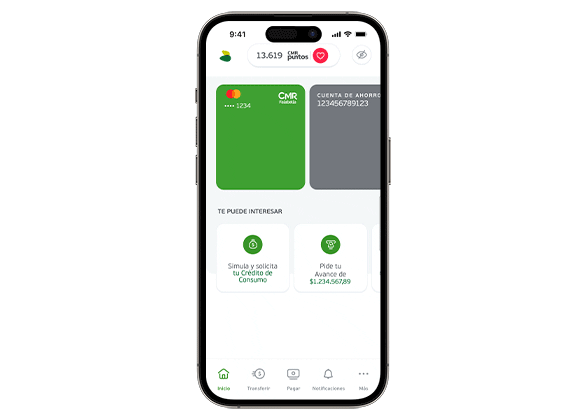 9:41
13.619 CMR puntos
CMR
Falabella
•••• 1234
CUENTA DE AHORRO
123456789123
TE PUEDE INTERESAR
Simula y solicita
tu Crédito de
Consumo
Pide tu
Avance de
$1.234.567,89
Inicio Transferir Pagar Notificaciones Más